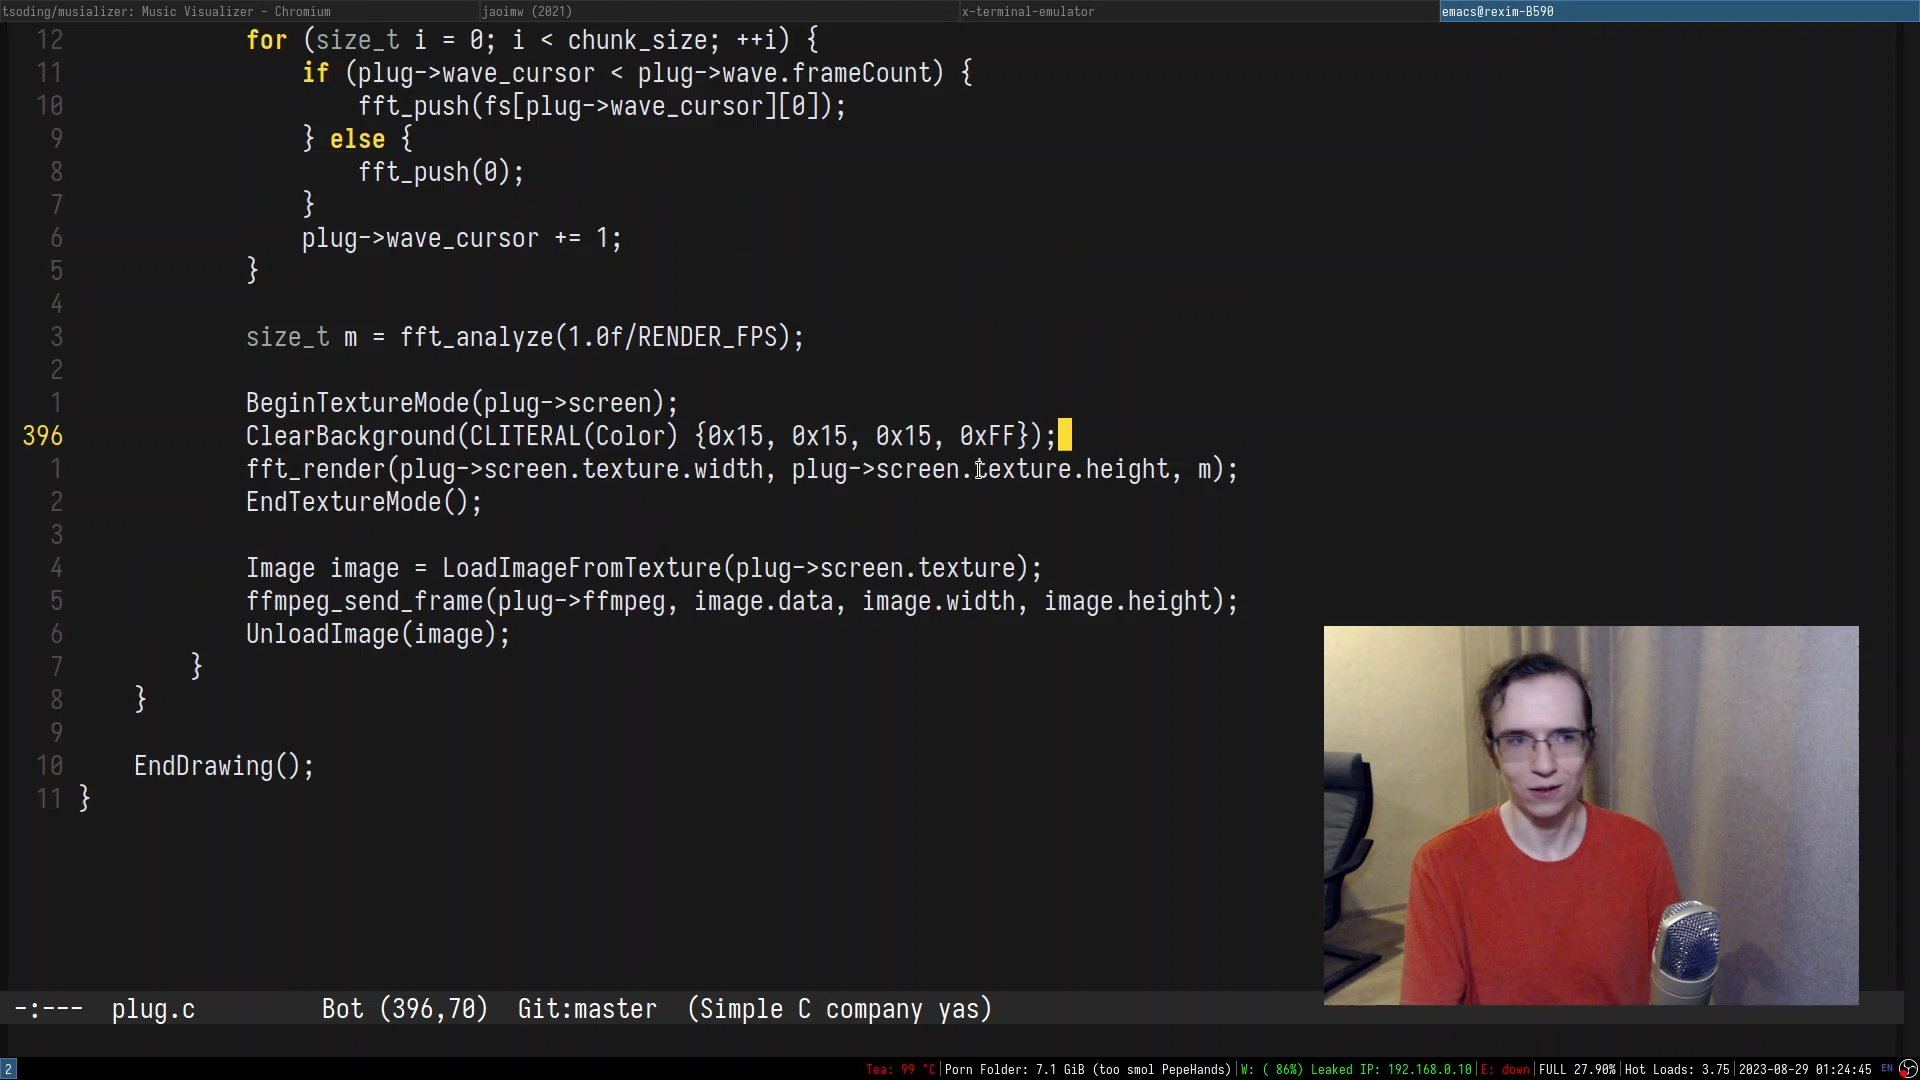 tsoding/musializer: Music Visualizer - Chromium jaoimw (2021) x-terminal-emulator emacs@rexim-B590
12 for (size_t i = 0; i < chunk_size; ++i) {
11 if (plug->wave_cursor < plug->wave.frameCount) {
10 fft_push(fs[plug->wave_cursor][0]);
9 } else {
8 fft_push(0);
7 }
6 plug->wave_cursor += 1;
5 }
4
3 size_t m = fft_analyze(1.0f/RENDER_FPS);
2
1 BeginTextureMode(plug->screen);
396 ClearBackground(CLITERAL(Color) {0x15, 0x15, 0x15, 0xFF});
1 fft_render(plug->screen.texture.width, plug->screen.texture.height, m);
2 EndTextureMode();
3
4 Image image = LoadImageFromTexture(plug->screen.texture);
5 ffmpeg_send_frame(plug->ffmpeg, image.data, image.width, image.height);
6 UnloadImage(image);
7 }
8 }
9
10 EndDrawing();
11 }
-:--- plug.c Bot (396,70) Git:master (Simple C company yas)
2 Tea: 99 °C|Porn Folder: 7.1 GiB (too smol PepeHands)|W: ( 86%) Leaked IP: 192.168.0.10|E: down|FULL 27.90%|Hot Loads: 3.75|2023-08-29 01:24:45 EN